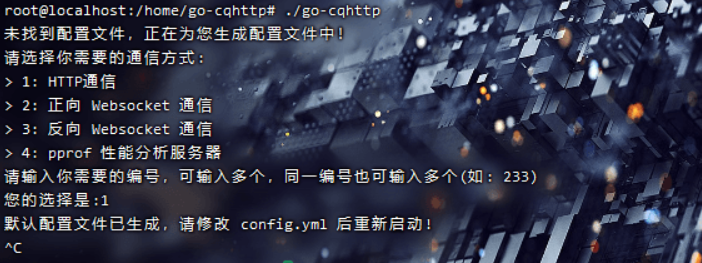 root@localhost:/home/go-cqhttp# ./go-cqhttp
未找到配置文件，正在为您生成配置文件中！
请选择你需要的通信方式:
> 1: HTTP通信
> 2: 正向 Websocket 通信
> 3: 反向 Websocket 通信
> 4: pprof 性能分析服务器
请输入你需要的编号，可输入多个，同一编号也可输入多个(如: 233)
您的选择是:1
默认配置文件已生成，请修改 config.yml 后重新启动！
^C